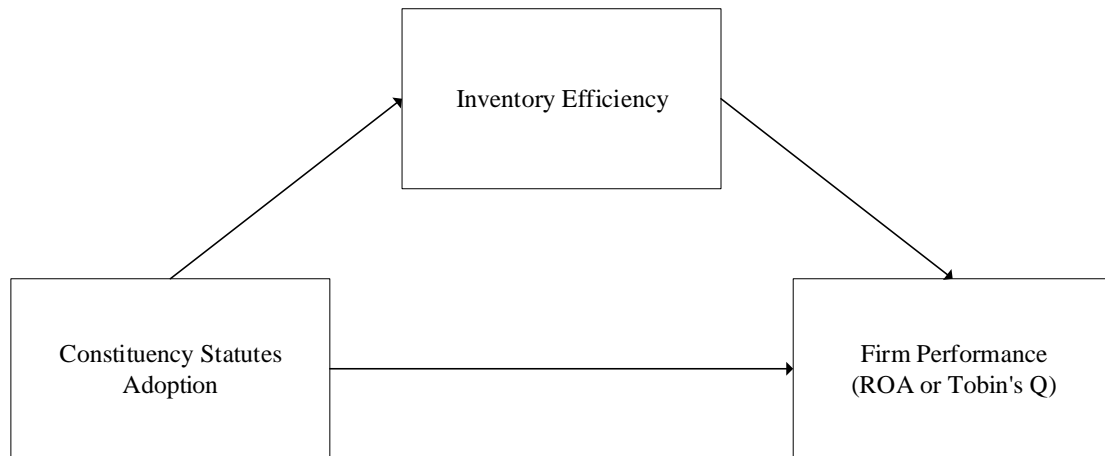 Inventory Efficiency
Constituency Statutes
Adoption
Firm Performance
(ROA or Tobin's Q)